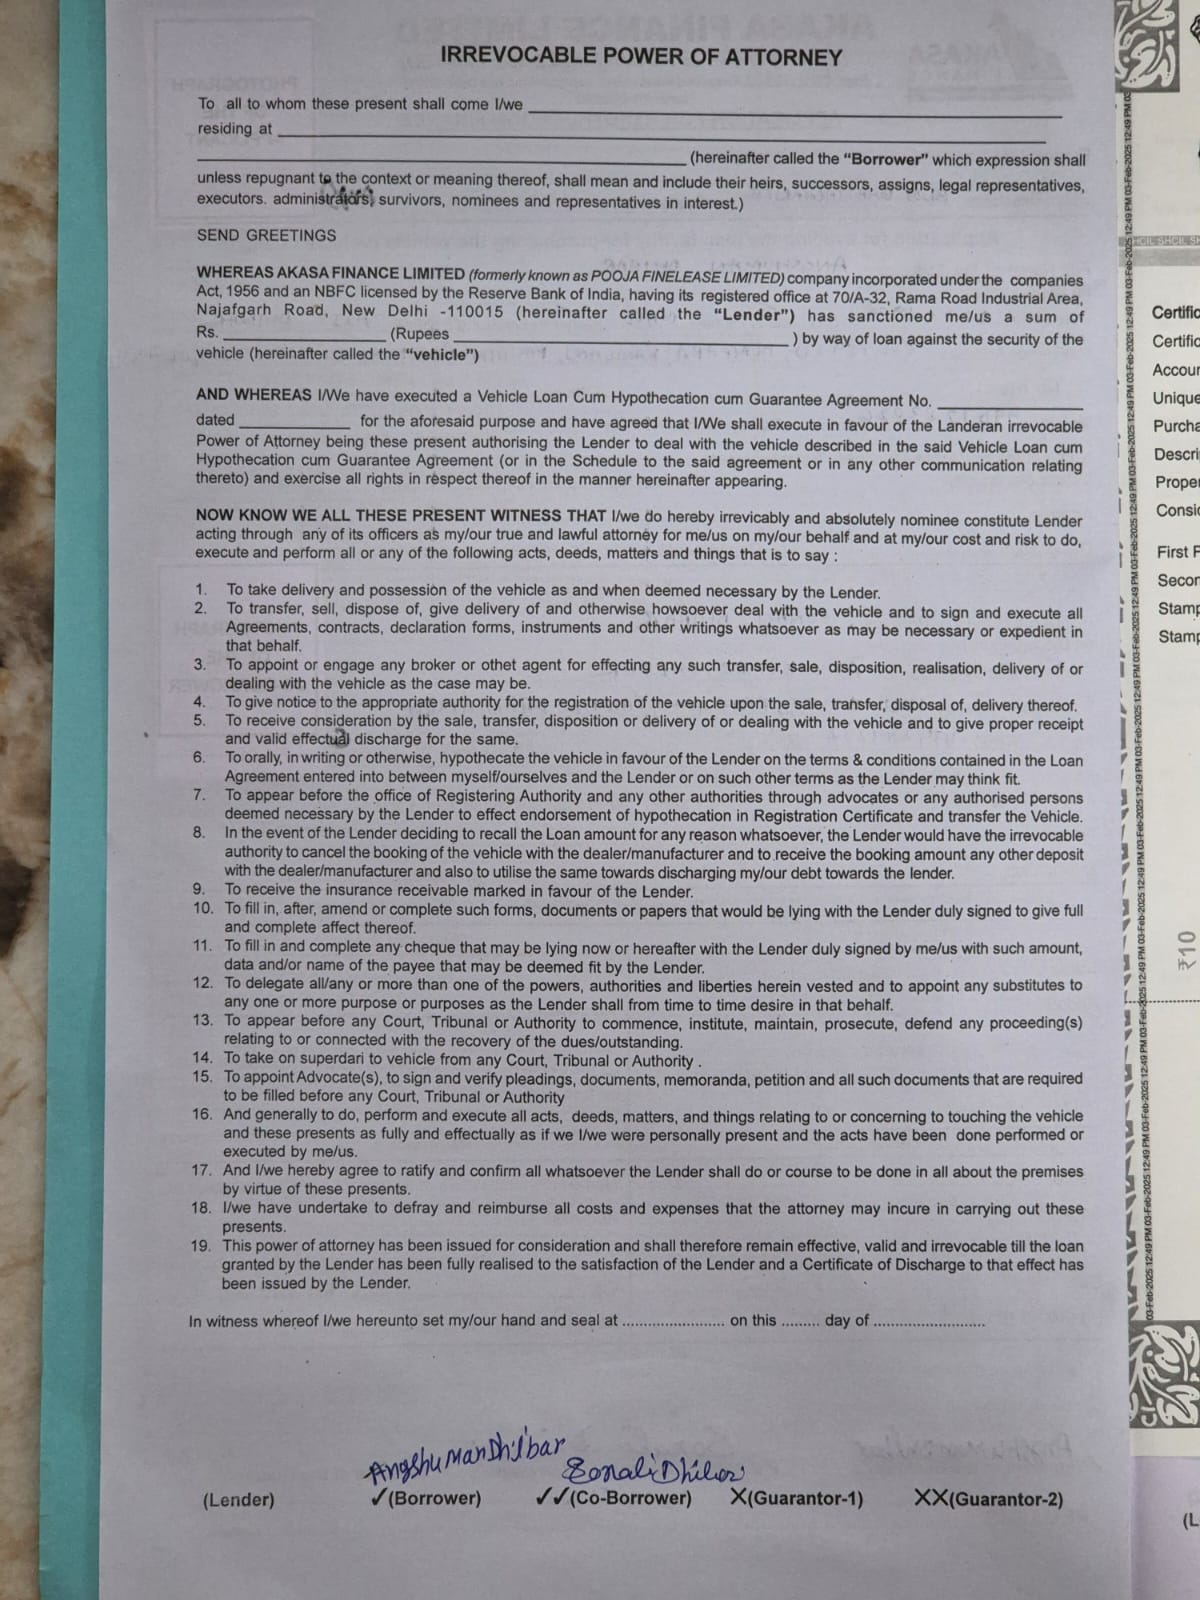 IRREVOCABLE POWER OF ATTORNEY
To all to whom these present shall come I/we
residing at
(hereinafter called the “Borrower” which expression shall
unless repugnant to the context or meaning thereof, shall mean and include their heirs, successors, assigns, legal representatives,
executors. administrators, survivors, nominees and representatives in interest.)
SEND GREETINGS
WHEREAS AKASA FINANCE LIMITED (formerly known as POOJA FINELEASE LIMITED) company incorporated under the companies
Act, 1956 and an NBFC licensed by the Reserve Bank of India, having its registered office at 70/A-32, Rama Road Industrial Area,
Najafgarh Road, New Delhi -110015 (hereinafter called the “Lender”) has sanctioned me/us a sum of
Rs. (Rupees ) by way of loan against the security of the
vehicle (hereinafter called the “vehicle”)
AND WHEREAS I/We have executed a Vehicle Loan Cum Hypothecation cum Guarantee Agreement No.
dated for the aforesaid purpose and have agreed that I/We shall execute in favour of the Landeran irrevocable
Power of Attorney being these present authorising the Lender to deal with the vehicle described in the said Vehicle Loan cum
Hypothecation cum Guarantee Agreement (or in the Schedule to the said agreement or in any other communication relating
thereto) and exercise all rights in respect thereof in the manner hereinafter appearing.
NOW KNOW WE ALL THESE PRESENT WITNESS THAT I/we do hereby irrevicably and absolutely nominee constitute Lender
acting through any of its officers as my/our true and lawful attorney for me/us on my/our behalf and at my/our cost and risk to do,
execute and perform all or any of the following acts, deeds, matters and things that is to say :
1. To take delivery and possession of the vehicle as and when deemed necessary by the Lender.
2. To transfer, sell, dispose of, give delivery of and otherwise howsoever deal with the vehicle and to sign and execute all
Agreements, contracts, declaration forms, instruments and other writings whatsoever as may be necessary or expedient in
that behalf.
3. To appoint or engage any broker or othet agent for effecting any such transfer, sale, disposition, realisation, delivery of or
dealing with the vehicle as the case may be.
4. To give notice to the appropriate authority for the registration of the vehicle upon the sale, transfer, disposal of, delivery thereof.
5. To receive consideration by the sale, transfer, disposition or delivery of or dealing with the vehicle and to give proper receipt
and valid effectual discharge for the same.
6. To orally, in writing or otherwise, hypothecate the vehicle in favour of the Lender on the terms & conditions contained in the Loan
Agreement entered into between myself/ourselves and the Lender or on such other terms as the Lender may think fit.
7. To appear before the office of Registering Authority and any other authorities through advocates or any authorised persons
deemed necessary by the Lender to effect endorsement of hypothecation in Registration Certificate and transfer the Vehicle.
8. In the event of the Lender deciding to recall the Loan amount for any reason whatsoever, the Lender would have the irrevocable
authority to cancel the booking of the vehicle with the dealer/manufacturer and to receive the booking amount any other deposit
with the dealer/manufacturer and also to utilise the same towards discharging my/our debt towards the lender.
9. To receive the insurance receivable marked in favour of the Lender.
10. To fill in, after, amend or complete such forms, documents or papers that would be lying with the Lender duly signed to give full
and complete affect thereof.
11. To fill in and complete any cheque that may be lying now or hereafter with the Lender duly signed by me/us with such amount,
data and/or name of the payee that may be deemed fit by the Lender.
12. To delegate all/any or more than one of the powers, authorities and liberties herein vested and to appoint any substitutes to
any one or more purpose or purposes as the Lender shall from time to time desire in that behalf.
13. To appear before any Court, Tribunal or Authority to commence, institute, maintain, prosecute, defend any proceeding(s)
relating to or connected with the recovery of the dues/outstanding.
14. To take on superdari to vehicle from any Court, Tribunal or Authority .
15. To appoint Advocate(s), to sign and verify pleadings, documents, memoranda, petition and all such documents that are required
to be filled before any Court, Tribunal or Authority
16. And generally to do, perform and execute all acts, deeds, matters, and things relating to or concerning to touching the vehicle
and these presents as fully and effectually as if we I/we were personally present and the acts have been done performed or
executed by me/us.
17. And I/we hereby agree to ratify and confirm all whatsoever the Lender shall do or course to be done in all about the premises
by virtue of these presents.
18. I/we have undertake to defray and reimburse all costs and expenses that the attorney may incure in carrying out these
presents.
19. This power of attorney has been issued for consideration and shall therefore remain effective, valid and irrevocable till the loan
granted by the Lender has been fully realised to the satisfaction of the Lender and a Certificate of Discharge to that effect has
been issued by the Lender.
In witness whereof I/we hereunto set my/our hand and seal at ....................... on this ......... day of .........................
Angshuman Dhibar
Sonali Dhibar
(Lender) ✓(Borrower) ✓✓(Co-Borrower) X(Guarantor-1) XX(Guarantor-2)
Certific
Certific
Accour
Unique
Purcha
Descri
Proper
Consid
First P
Secon
Stamp
Stamp
₹10
03-Feb-2025 12:49 PM
(L